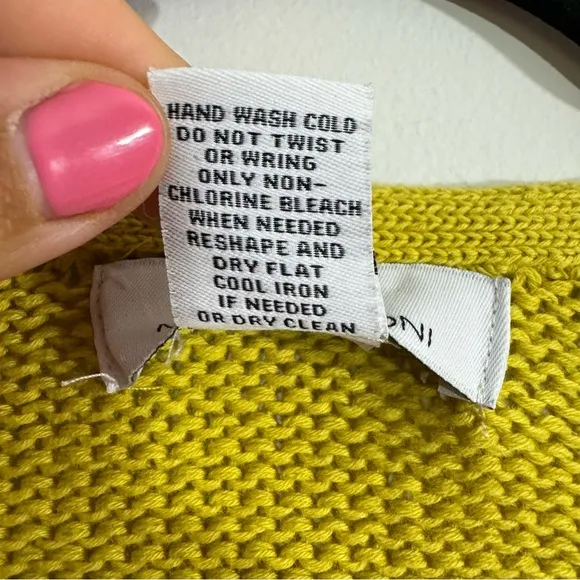 HAND WASH COLD
DO NOT TWIST
OR WRING
ONLY NON-
CHLORINE BLEACH
WHEN NEEDED
RESHAPE AND
DRY FLAT
COOL IRON
IF NEEDED
OR DRY CLEAN